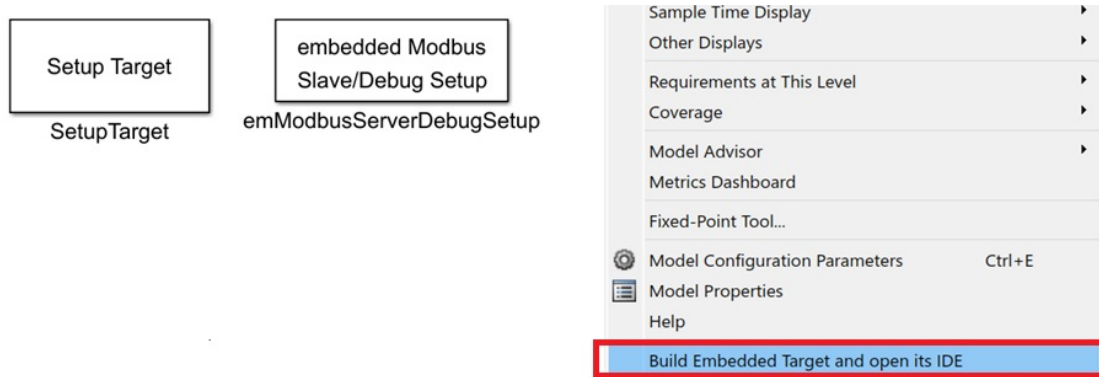 Setup Target
SetupTarget
embedded Modbus
Slave/Debug Setup
emModbusServerDebugSetup
Sample Time Display
Other Displays
Requirements at This Level
Coverage
Model Advisor
Metrics Dashboard
Fixed-Point Tool...
Model Configuration Parameters Ctrl+E
Model Properties
Help
Build Embedded Target and open its IDE